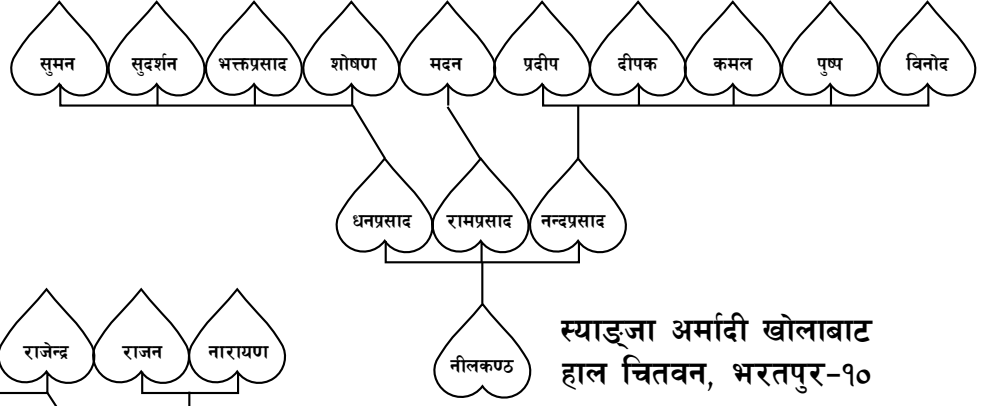 सुमन सुदर्शन भक्तप्रसाद शोषण मदन प्रदीप दीपक कमल पुष्प विनोद
धनप्रसाद रामप्रसाद नन्दप्रसाद
स्याङ्जा अर्मादी खोलाबाट
राजेन्द्र राजन नारायण नीलकण्ठ
हाल चितवन, भरतपुर-१०